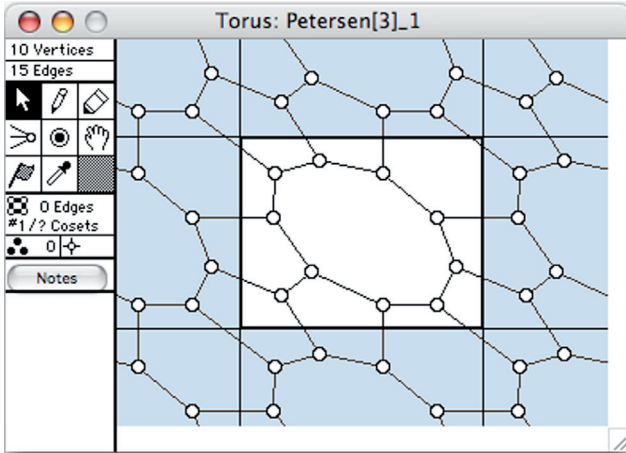 Torus: Petersen[3]_1
10 Vertices
15 Edges
0 Edges
#1/? Cosets
0
Notes